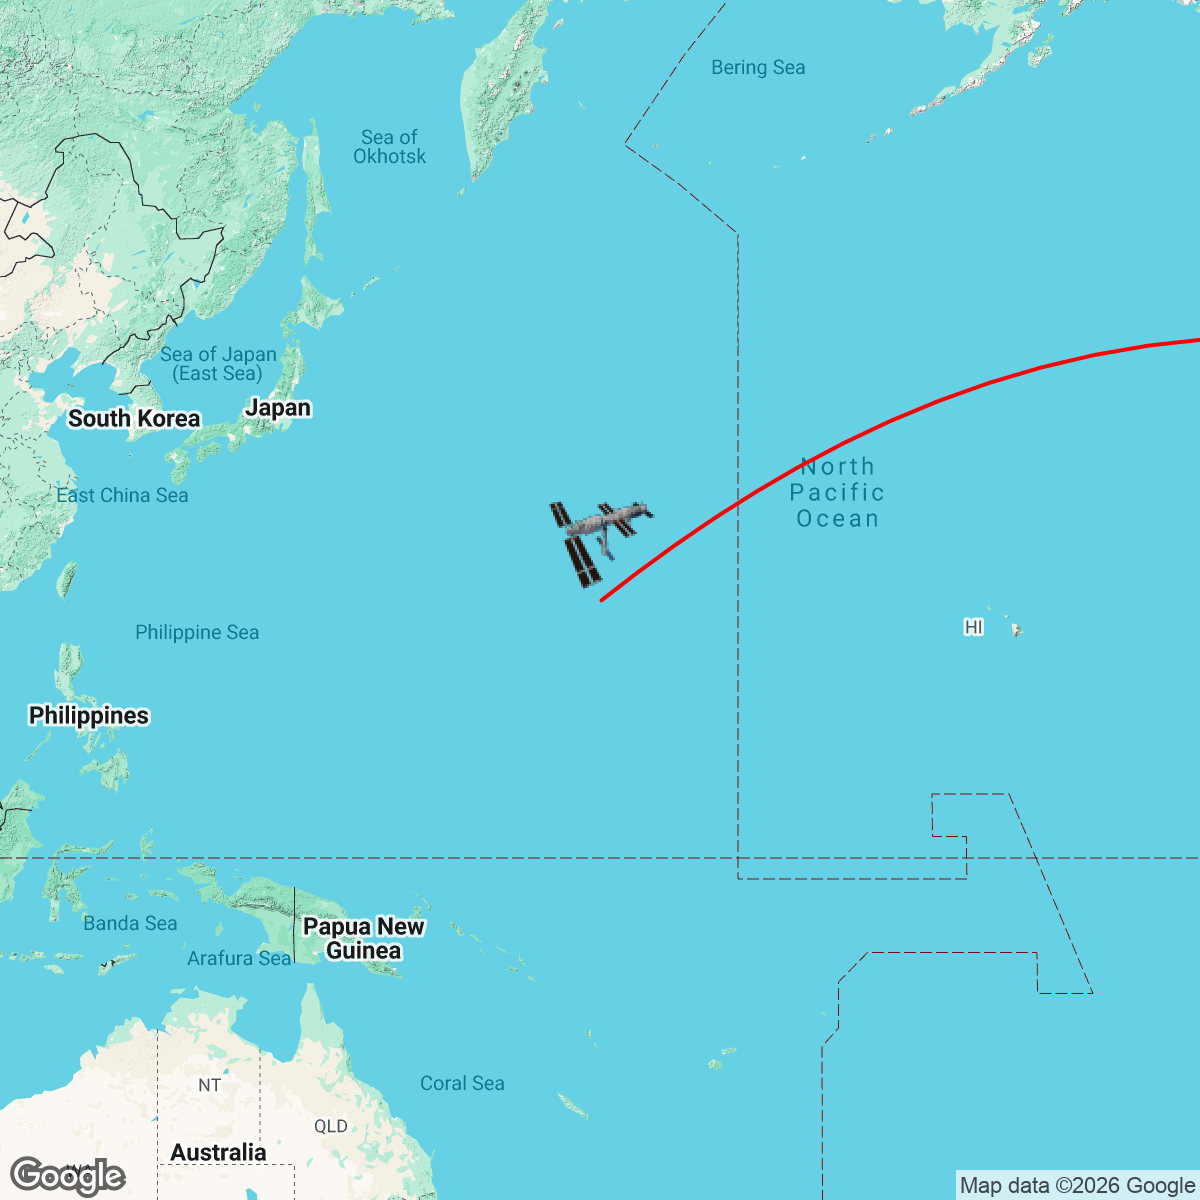 Bering Sea
Sea of
Okhotsk
Sea of Japan
(East Sea)
South Korea
Japan
East China Sea
North
Pacific
Ocean
Philippine Sea
HI
Philippines
Banda Sea
Papua New
Guinea
Arafura Sea
NT
Coral Sea
QLD
Australia
WA
Google
Map data ©2026 Google